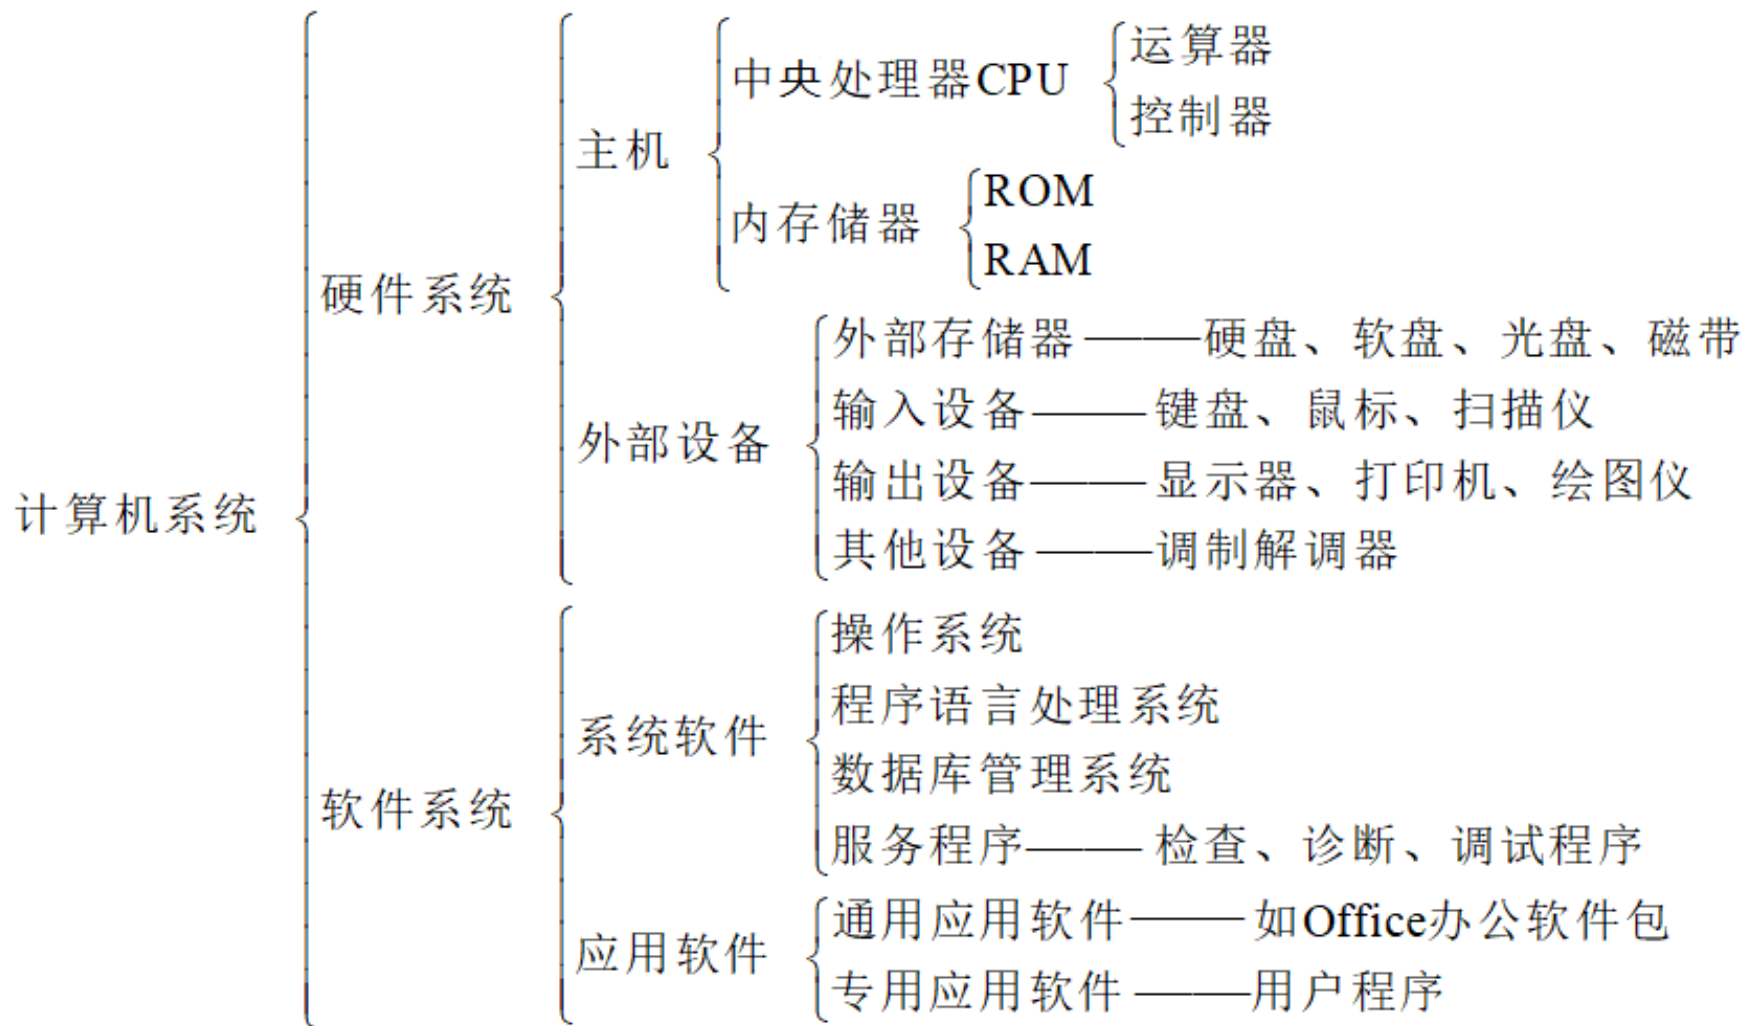 计算机系统
硬件系统
主机
中央处理器CPU
运算器
控制器
内存储器
ROM
RAM
外部设备
外部存储器——硬盘、软盘、光盘、磁带
输入设备——键盘、鼠标、扫描仪
输出设备——显示器、打印机、绘图仪
其他设备——调制解调器
软件系统
系统软件
操作系统
程序语言处理系统
数据库管理系统
服务程序——检查、诊断、调试程序
应用软件
通用应用软件——如Office办公软件包
专用应用软件——用户程序